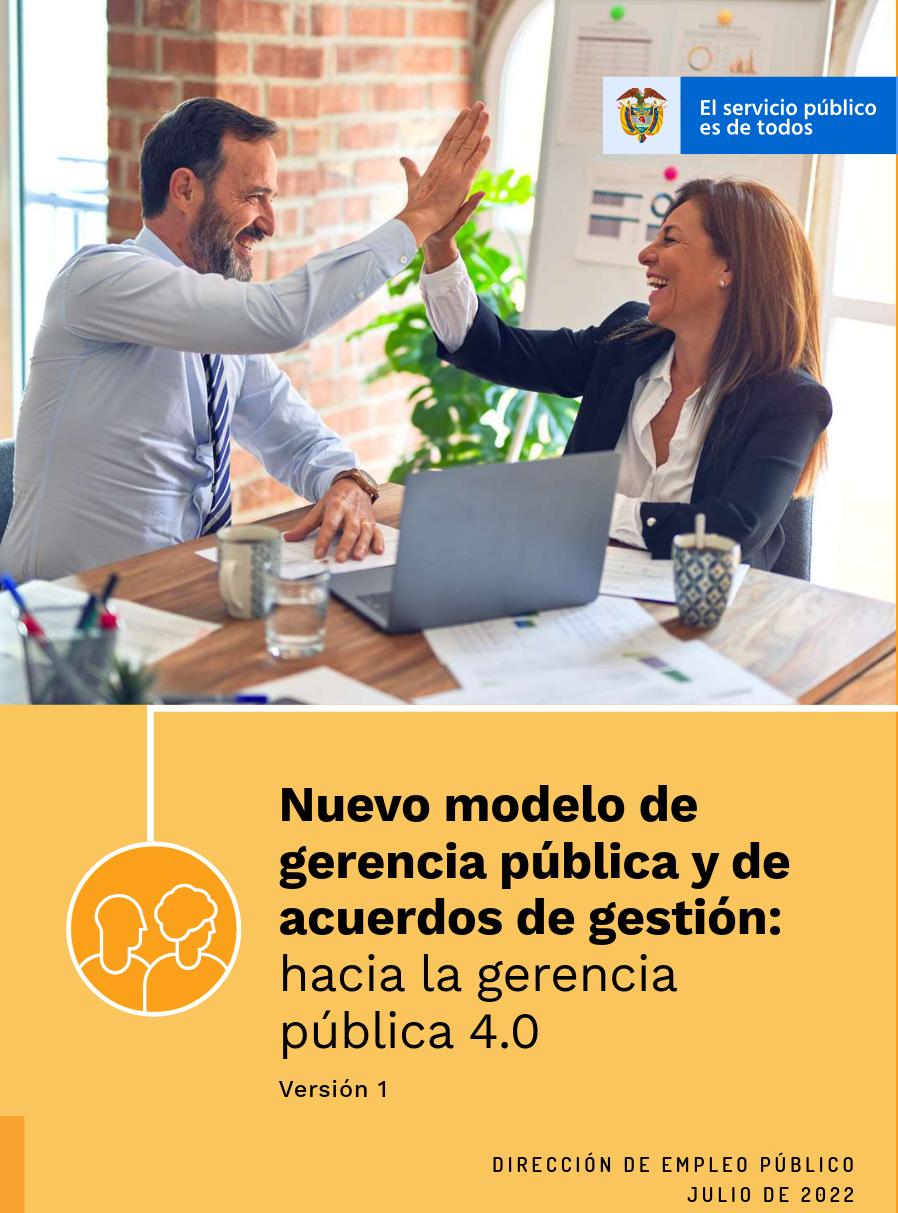 El servicio público
es de todos
Nuevo modelo de
gerencia pública y de
acuerdos de gestión:
hacia la gerencia
pública 4.0
Versión 1
DIRECCIÓN DE EMPLEO PÚBLICO
JULIO DE 2022